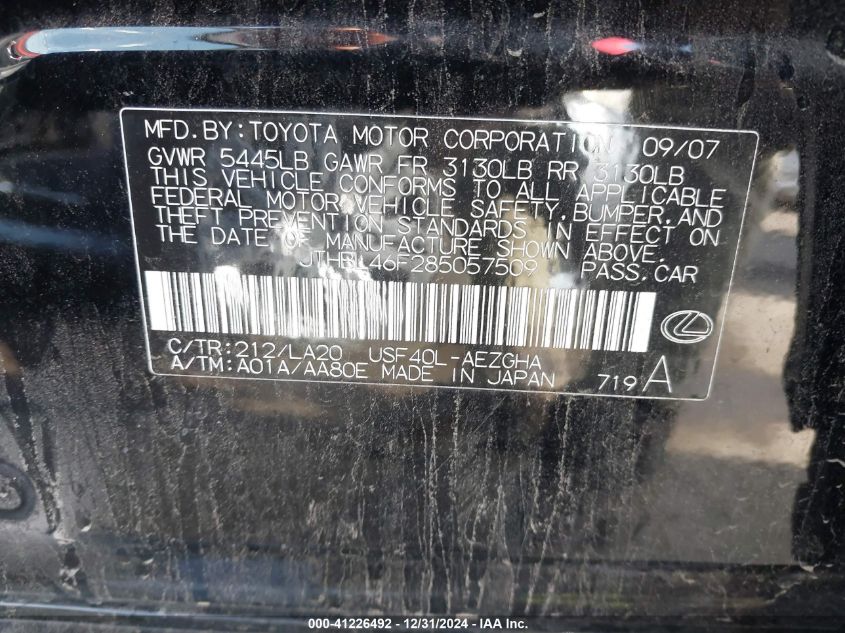 MFD. BY: TOYOTA MOTOR CORPORATION 09/07
GVWR 5445LB GAWR FR 3130LB RR 3130LB
THIS VEHICLE CONFORMS TO ALL APPLICABLE
FEDERAL MOTOR VEHICLE SAFETY, BUMPER, AND
THEFT PREVENTION STANDARDS IN EFFECT ON
THE DATE OF MANUFACTURE SHOWN ABOVE.
JTHBL46F285057509 PASS. CAR
C/TR: 212/LA20 USF40L-AEZGHA
A/TM: A01A/AA80E MADE IN JAPAN 719 A
000-41226492 - 12/31/2024 - IAA Inc.